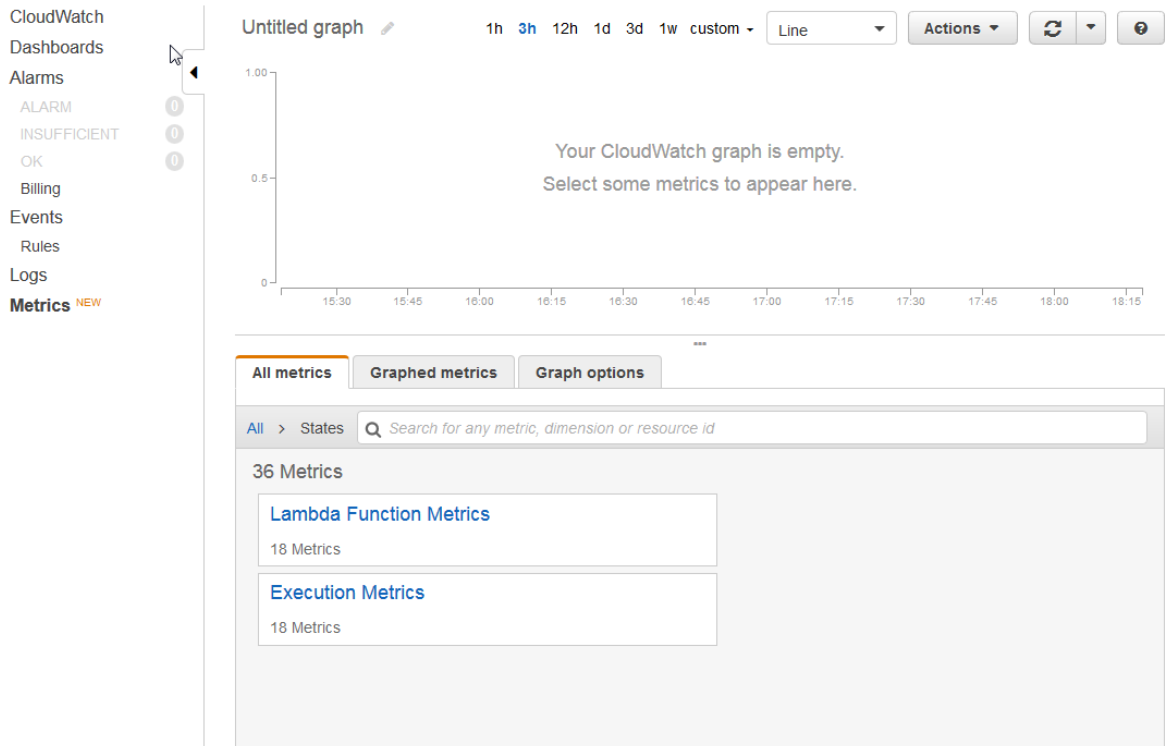 CloudWatch
Dashboards
Alarms
ALARM 0
INSUFFICIENT 0
OK 0
Billing
Events
Rules
Logs
Metrics NEW
Untitled graph
1h 3h 12h 1d 3d 1w custom
Line
Actions
?
1.00
0.5
0
Your CloudWatch graph is empty.
Select some metrics to appear here.
15:30 15:45 16:00 16:15 16:30 16:45 17:00 17:15 17:30 17:45 18:00 18:15
All metrics Graphed metrics Graph options
All > States Search for any metric, dimension or resource id
36 Metrics
Lambda Function Metrics
18 Metrics
Execution Metrics
18 Metrics